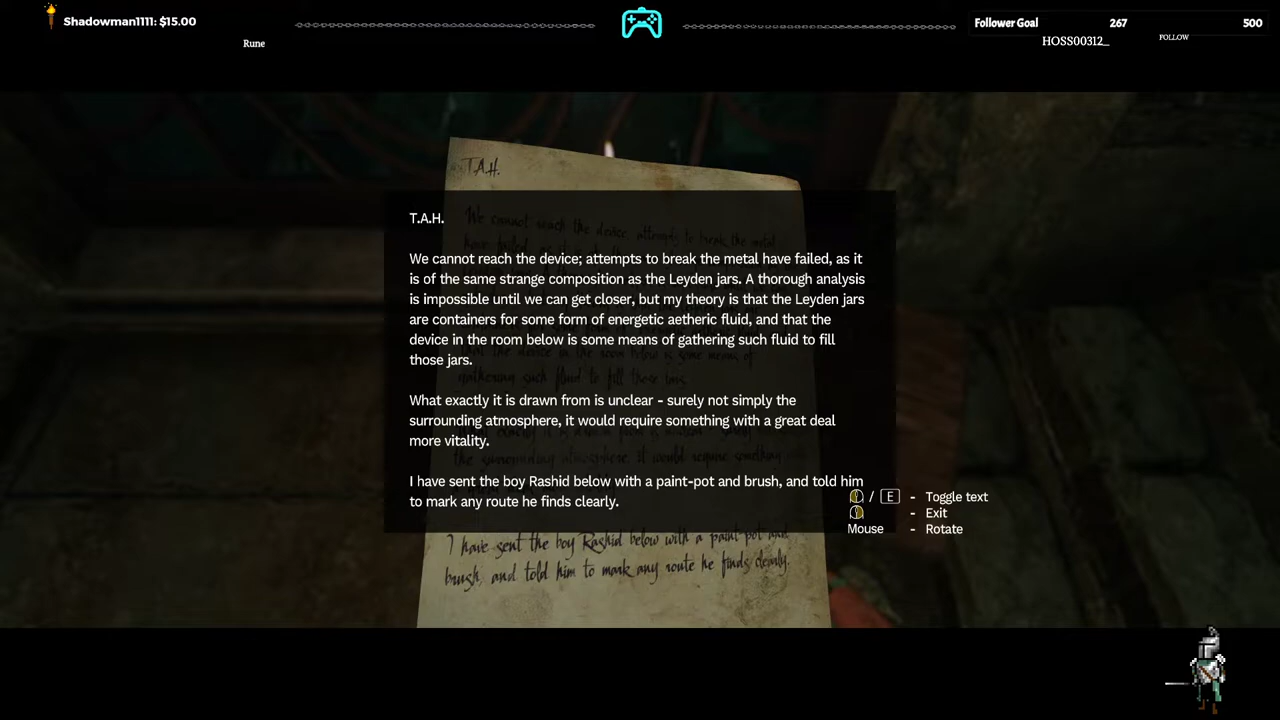 Shadowman1111: $15.00
Follower Goal 267 500
Rune
HOSS00312_ FOLLOW
T.A.H.
T.A.H.
We cannot reach the device; attempts to break the metal have failed, as it
is of the same strange composition as the Leyden jars. A thorough analysis
is impossible until we can get closer, but my theory is that the Leyden jars
are containers for some form of energetic aetheric fluid, and that the
device in the room below is some means of gathering such fluid to fill
those jars.
What exactly it is drawn from is unclear - surely not simply the
surrounding atmosphere, it would require something with a great deal
more vitality.
I have sent the boy Rashid below with a paint-pot and brush, and told him
to mark any route he finds clearly.
/ E - Toggle text
- Exit
Mouse - Rotate
I have sent the boy Rashid below with a paint-pot and
brush, and told him to mark any route he finds clearly.